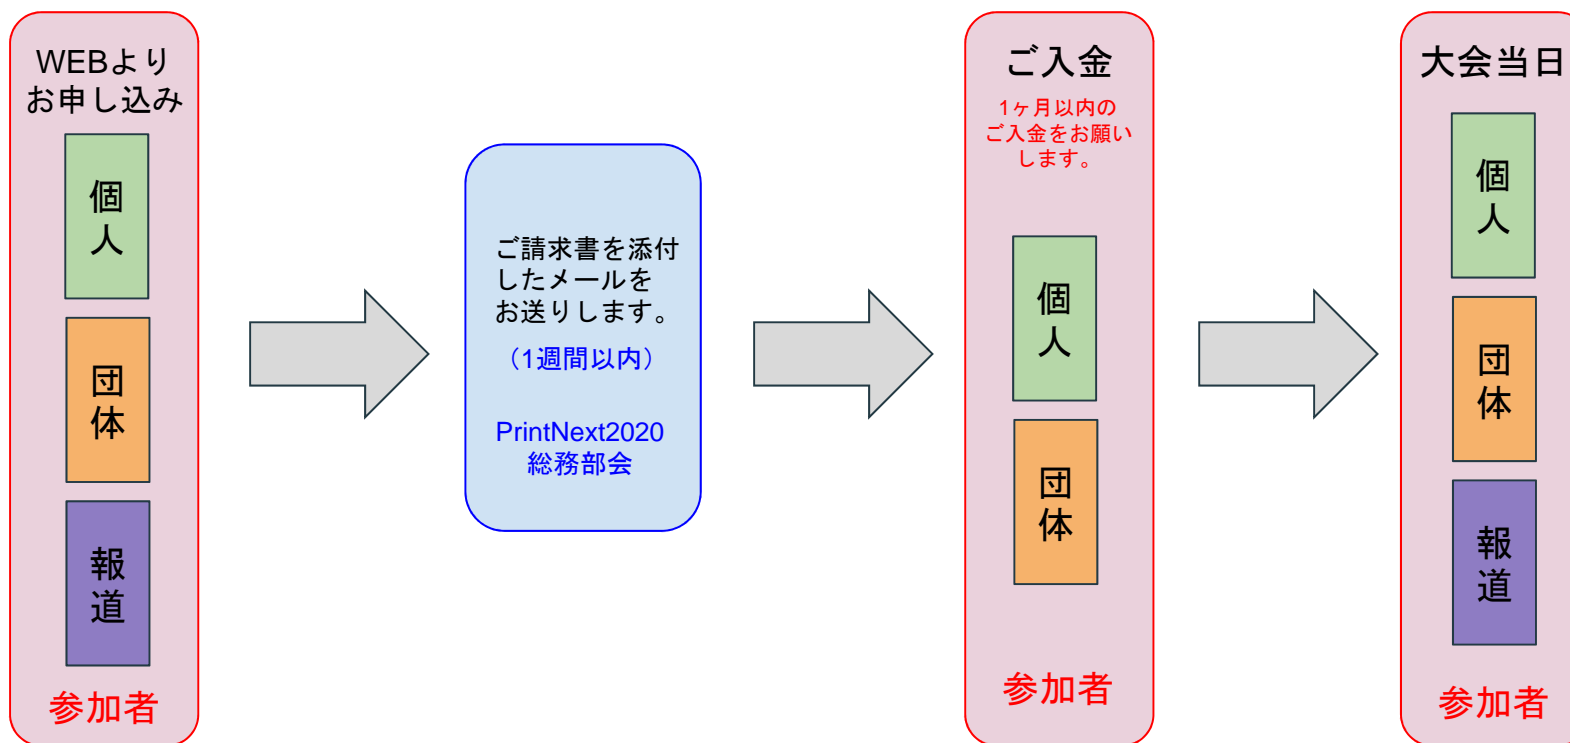 WEBより
お申し込み
個
人
団
体
報
道
参加者
ご請求書を添付
したメールを
お送りします。
（1週間以内）
PrintNext2020
総務部会
ご入金
1ヶ月以内の
ご入金をお願い
します。
個
人
団
体
参加者
大会当日
個
人
団
体
報
道
参加者